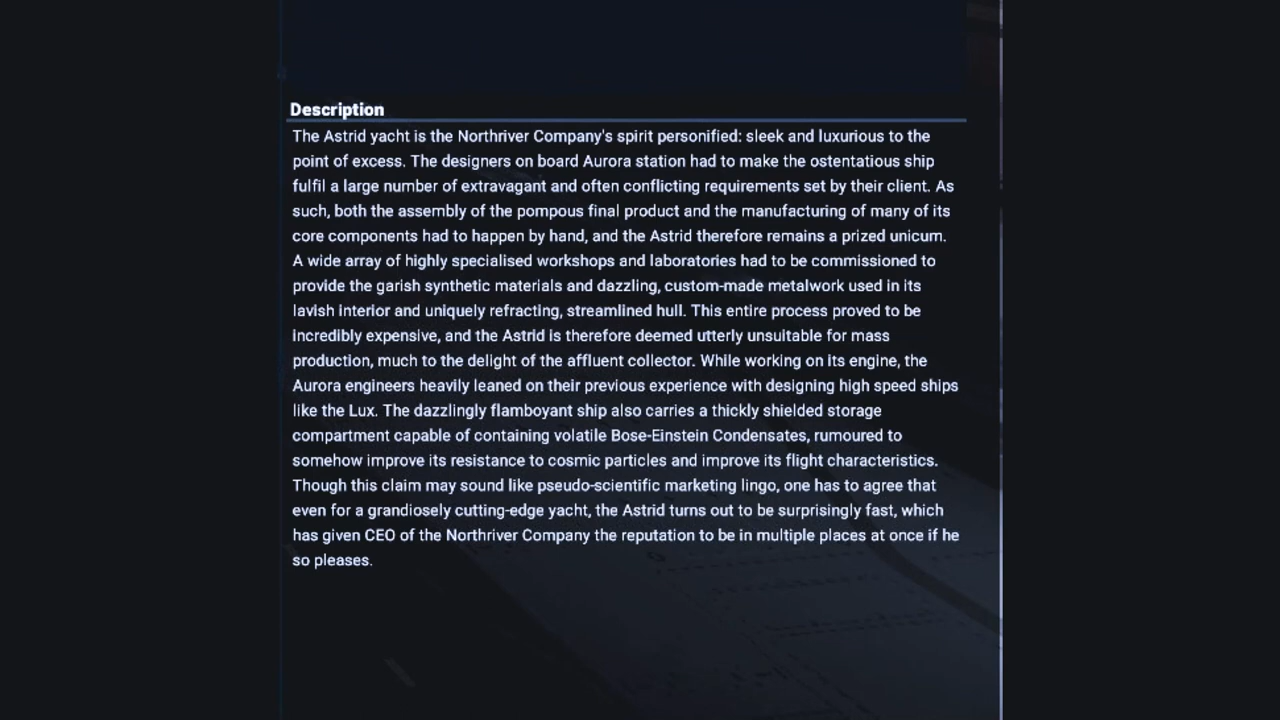 Description
The Astrid yacht is the Northriver Company's spirit personified: sleek and luxurious to the
point of excess. The designers on board Aurora station had to make the ostentatious ship
fulfil a large number of extravagant and often conflicting requirements set by their client. As
such, both the assembly of the pompous final product and the manufacturing of many of its
core components had to happen by hand, and the Astrid therefore remains a prized unicum.
A wide array of highly specialised workshops and laboratories had to be commissioned to
provide the garish synthetic materials and dazzling, custom-made metalwork used in its
lavish interior and uniquely refracting, streamlined hull. This entire process proved to be
incredibly expensive, and the Astrid is therefore deemed utterly unsuitable for mass
production, much to the delight of the affluent collector. While working on its engine, the
Aurora engineers heavily leaned on their previous experience with designing high speed ships
like the Lux. The dazzlingly flamboyant ship also carries a thickly shielded storage
compartment capable of containing volatile Bose-Einstein Condensates, rumoured to
somehow improve its resistance to cosmic particles and improve its flight characteristics.
Though this claim may sound like pseudo-scientific marketing lingo, one has to agree that
even for a grandiosely cutting-edge yacht, the Astrid turns out to be surprisingly fast, which
has given CEO of the Northriver Company the reputation to be in multiple places at once if he
so pleases.